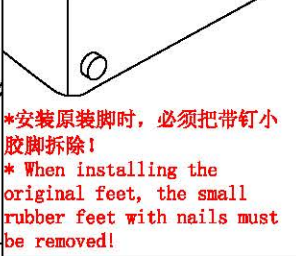 *安装原装脚时，必须把带钉小
胶脚拆除！
* When installing the
original feet, the small
rubber feet with nails must
be removed!